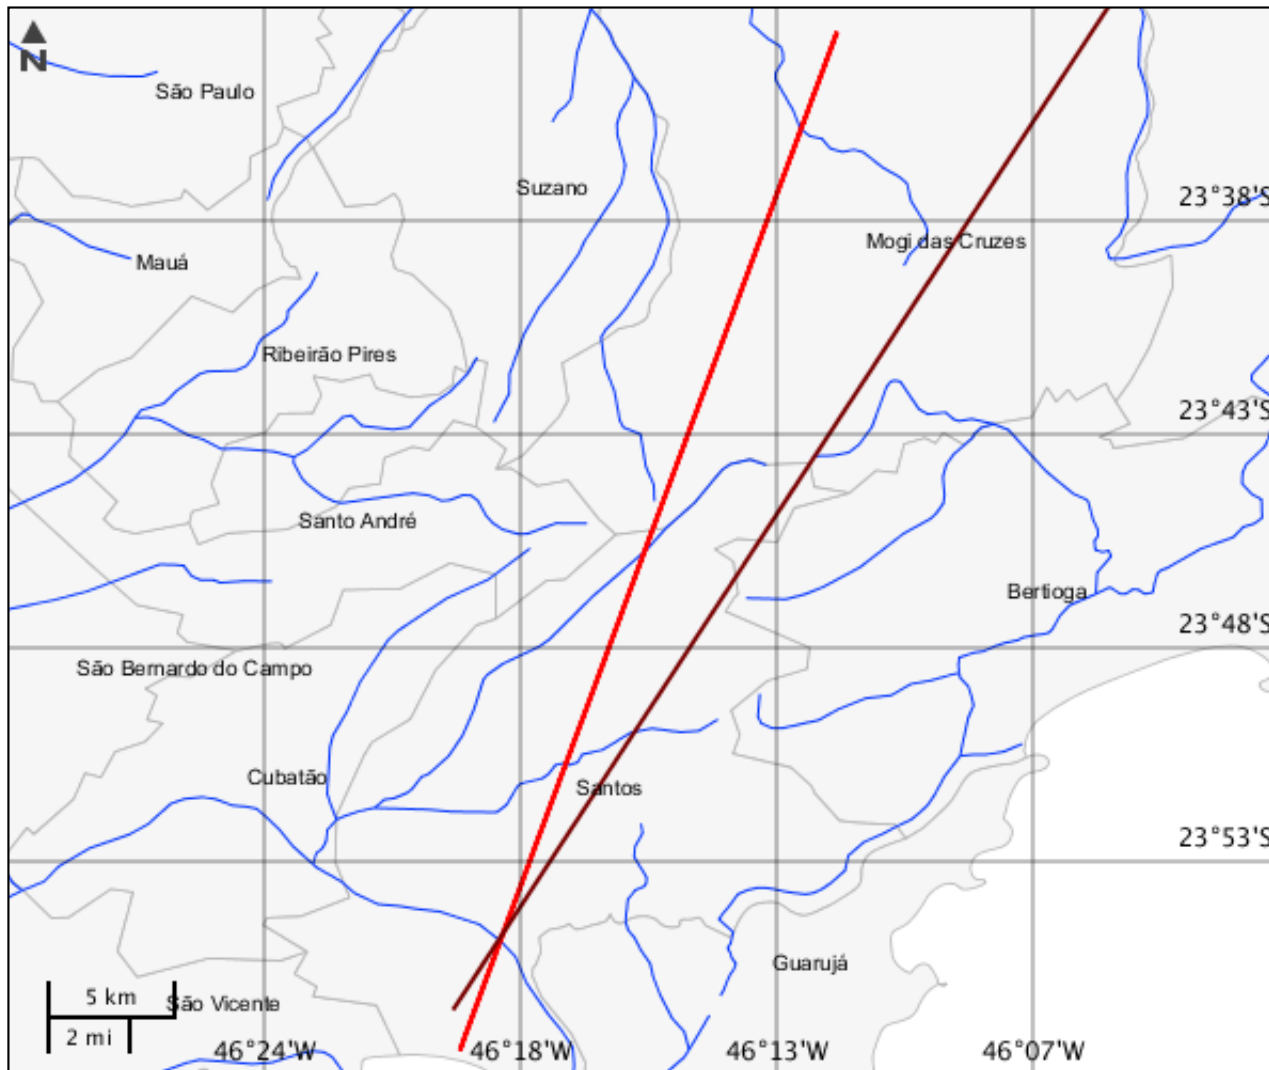 N
São Paulo
Suzano
23°38'S
Mogi das Cruzes
Mauá
Ribeirão Pires
23°43'S
Santo André
Bertioga
23°48'S
São Bernardo do Campo
Cubatão
Santos
23°53'S
Guarujá
5 km
São Vicente
2 mi
46°24'W
46°18'W
46°13'W
46°07'W